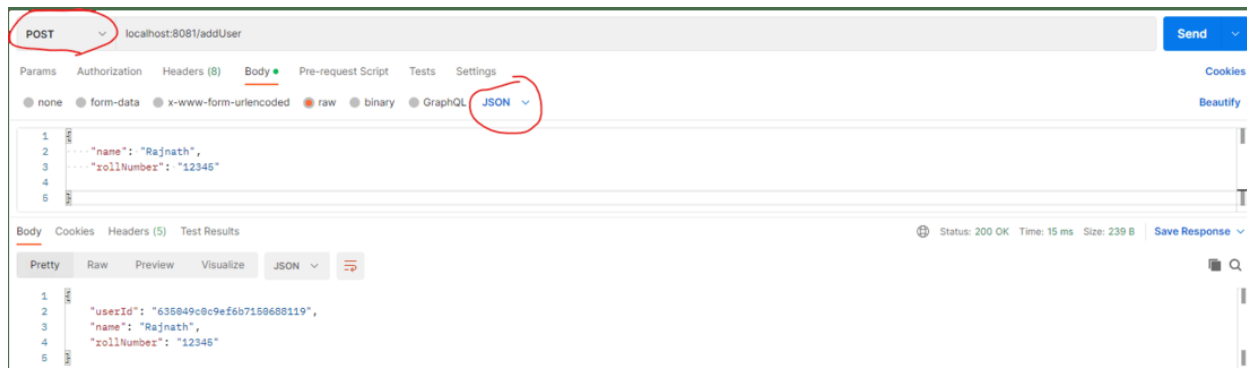 POST localhost:8081/addUser Send
Params Authorization Headers (8) Body Pre-request Script Tests Settings Cookies
none form-data x-www-form-urlencoded raw binary GraphQL JSON Beautify
1 {
2 "name": "Rajnath",
3 "rollNumber": "12345"
4
5 }
Body Cookies Headers (5) Test Results Status: 200 OK Time: 15 ms Size: 239 B Save Response
Pretty Raw Preview Visualize JSON
1 {
2 "userId": "635049c0c9ef6b7150688119",
3 "name": "Rajnath",
4 "rollNumber": "12345"
5 }